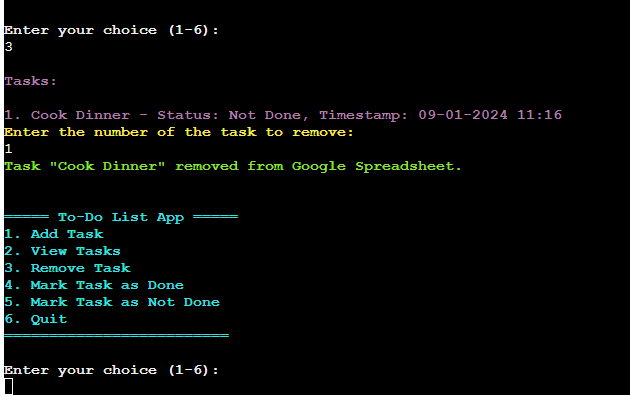 Enter your choice (1-6):
3
Tasks:
1. Cook Dinner - Status: Not Done, Timestamp: 09-01-2024 11:16
Enter the number of the task to remove:
1
Task "Cook Dinner" removed from Google Spreadsheet.
===== To-Do List App =====
1. Add Task
2. View Tasks
3. Remove Task
4. Mark Task as Done
5. Mark Task as Not Done
6. Quit
=========================
Enter your choice (1-6):